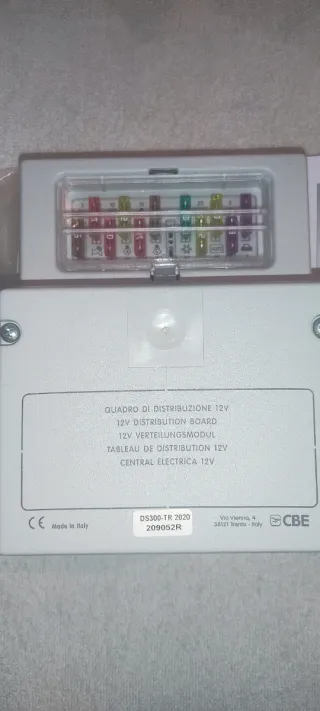 QUADRO DI DISTRIBUZIONE 12V
12V DISTRIBUTION BOARD
12V VERTEILUNGSMODUL
TABLEAU DE DISTRIBUTION 12V
CENTRAL ELECTRICA 12V
CE Made in Italy
DS300-TR 2020
209052R
Via Vienna, 4
38121 Trento - Italy
CBE